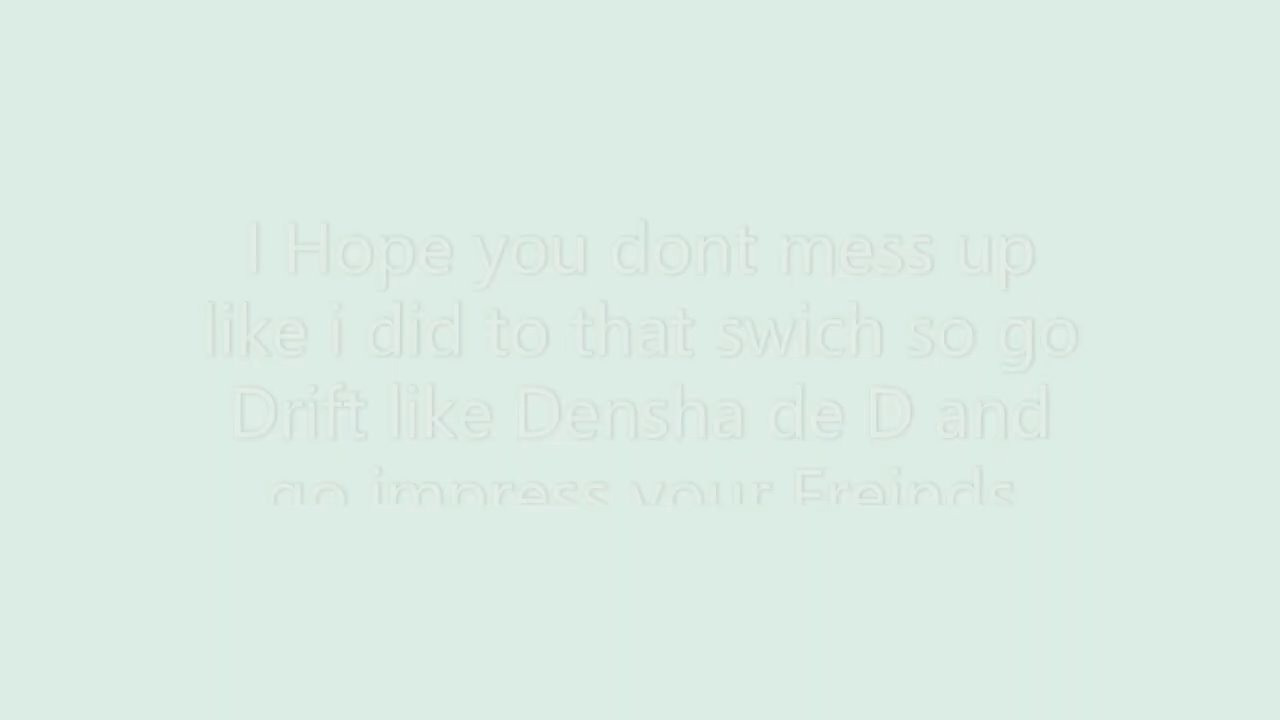 I Hope you dont mess up
like i did to that swich so go
Drift like Densha de D and
go impress your Freinds